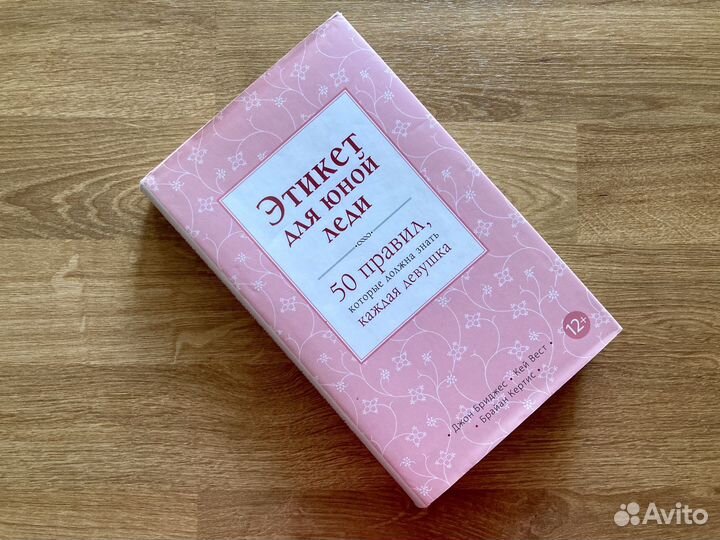 Этикет
для юной
леди
50 правил,
которые должна знать
каждая девушка
12+
• Джон Бриджес • Кей Вест •
• Брайан Кертис •
Avito